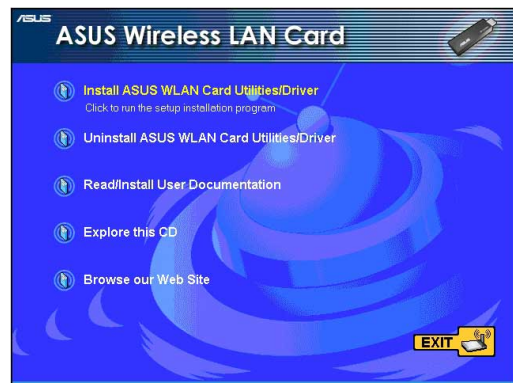 ASUS
ASUS Wireless LAN Card
Install ASUS WLAN Card Utilities/Driver
Click to run the setup installation program
Uninstall ASUS WLAN Card Utilities/Driver
Read/Install User Documentation
Explore this CD
Browse our Web Site
EXIT